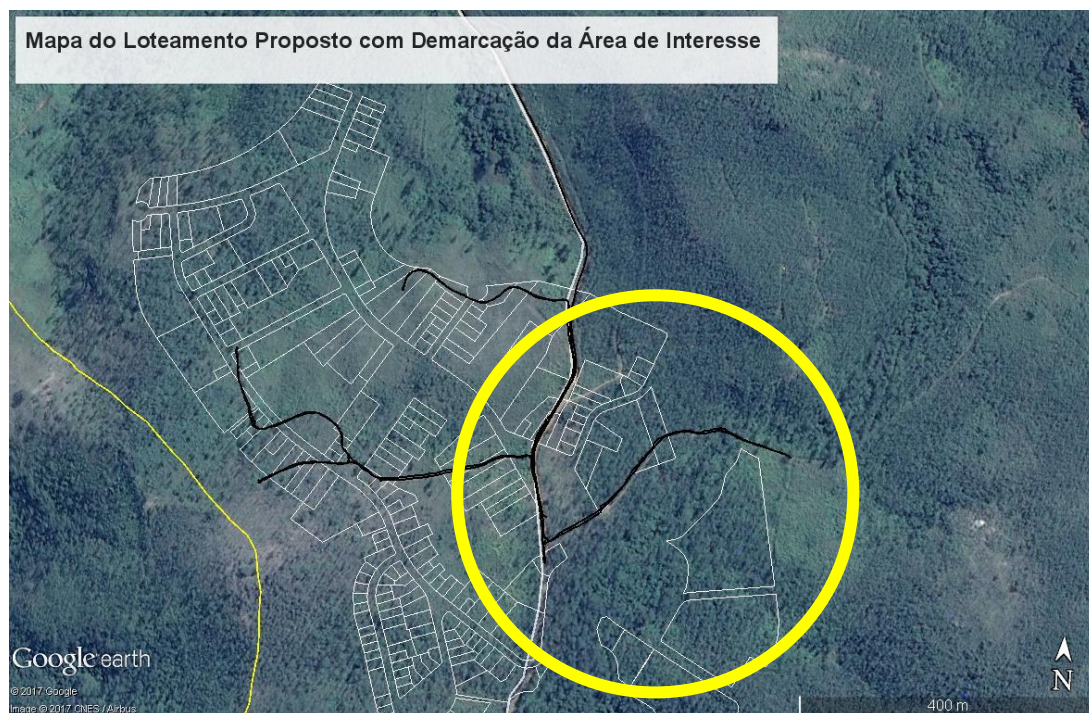 Mapa do Loteamento Proposto com Demarcação da Área de Interesse
Google earth
© 2017 Google
Image © 2017 CNES / Airbus
400 m
N